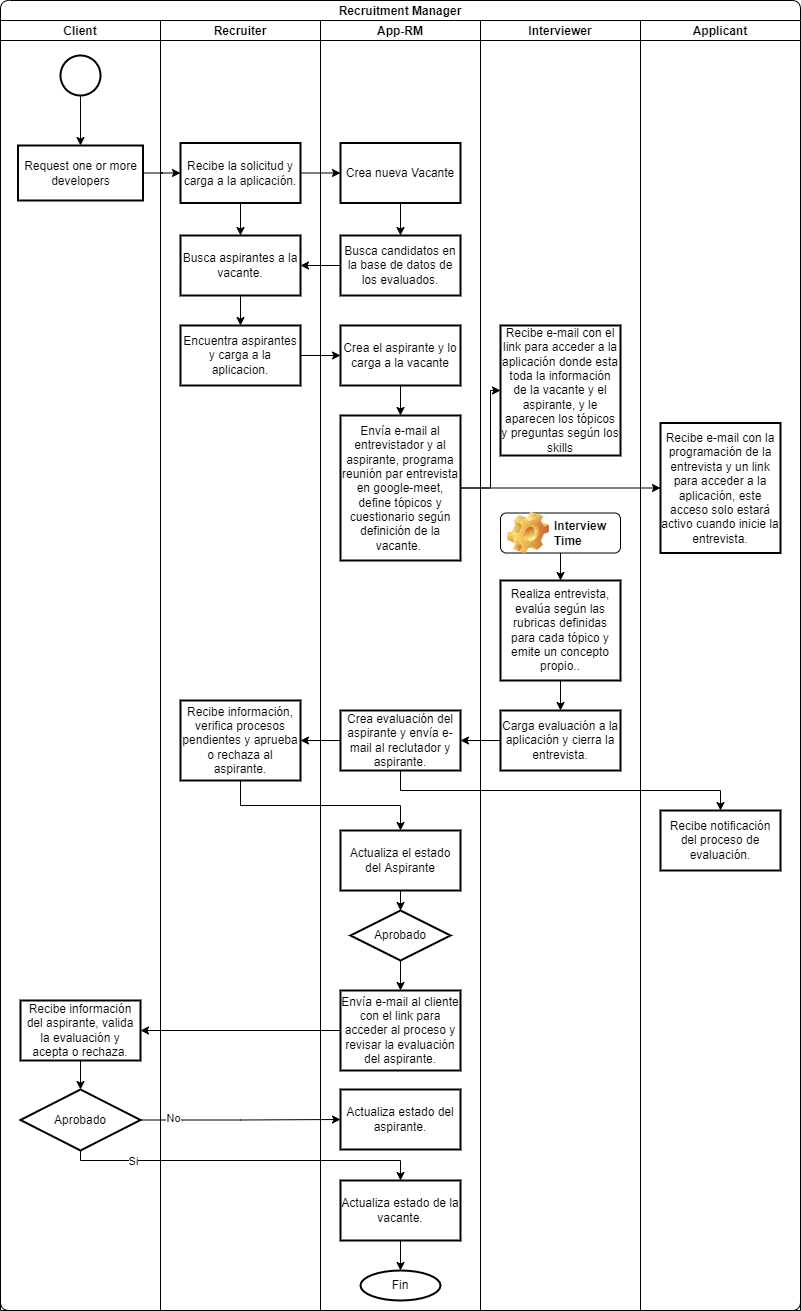 Recruitment Manager
Client
Recruiter
App-RM
Interviewer
Applicant
Request one or more
developers
Recibe la solicitud y
carga a la aplicación.
Crea nueva Vacante
Busca aspirantes a la
vacante.
Busca candidatos en
la base de datos de
los evaluados.
Encuentra aspirantes
y carga a la
aplicacion.
Crea el aspirante y lo
carga a la vacante
Recibe e-mail con el
link para acceder a la
aplicación donde esta
toda la información
de la vacante y el
aspirante, y le
aparecen los tópicos
y preguntas según los
skills
Envía e-mail al
entrevistador y al
aspirante, programa
reunión par entrevista
en google-meet,
define tópicos y
cuestionario según
definición de la
vacante.
Recibe e-mail con la
programación de la
entrevista y un link
para acceder a la
aplicación, este
acceso solo estará
activo cuando inicie la
entrevista.
Interview
Time
Realiza entrevista,
evalúa según las
rubricas definidas
para cada tópico y
emite un concepto
propio..
Recibe información,
verifica procesos
pendientes y aprueba
o rechaza al
aspirante.
Crea evaluación del
aspirante y envía e-
mail al reclutador y
aspirante.
Carga evaluación a la
aplicación y cierra la
entrevista.
Recibe notificación
del proceso de
evaluación.
Actualiza el estado
del Aspirante
Aprobado
Envía e-mail al cliente
con el link para
acceder al proceso y
revisar la evaluación
del aspirante.
Recibe información
del aspirante, valida
la evaluación y
acepta o rechaza.
Aprobado
No
Actualiza estado del
aspirante.
Si
Actualiza estado de la
vacante.
Fin